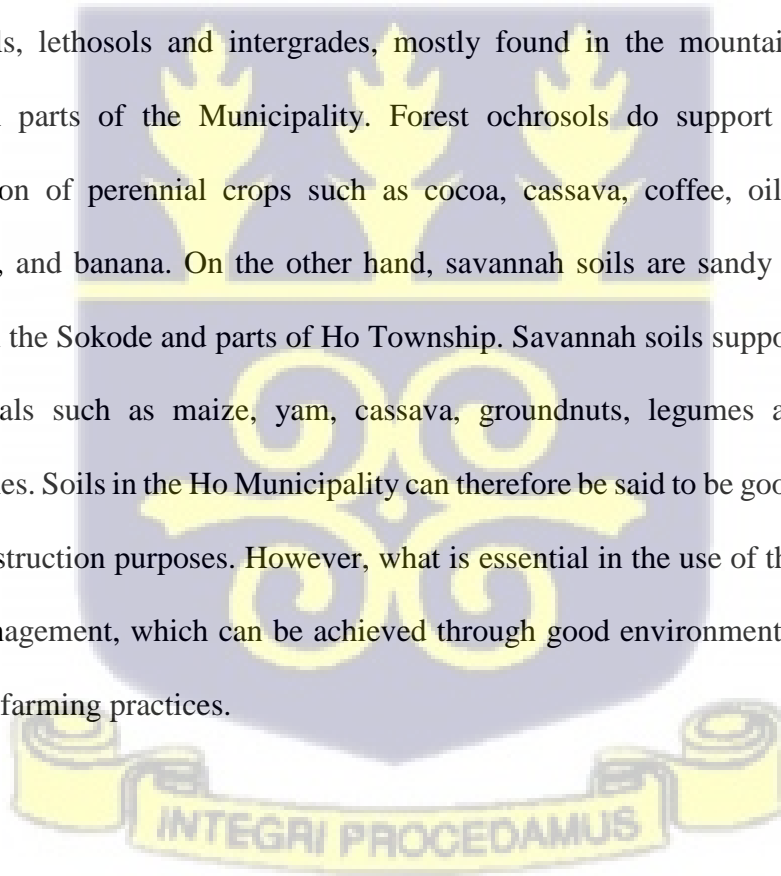 ls, lethosols and intergrades, mostly found in the mountai
parts of the Municipality. Forest ochrosols do support
ion of perennial crops such as cocoa, cassava, coffee, oil
, and banana. On the other hand, savannah soils are sandy
the Sokode and parts of Ho Township. Savannah soils suppo
als such as maize, yam, cassava, groundnuts, legumes a
es. Soils in the Ho Municipality can therefore be said to be goo
struction purposes. However, what is essential in the use of th
nagement, which can be achieved through good environment
farming practices.
INTEGRI PROCEDAMUS